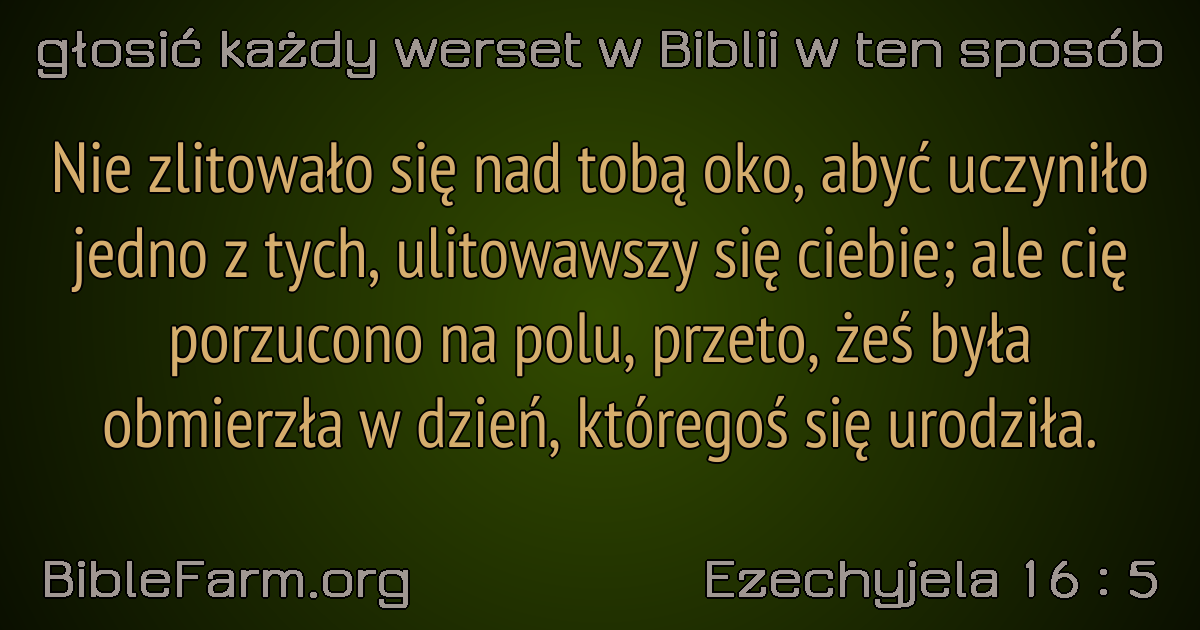 głosić każdy werset w Biblii w ten sposób
Nie zlitowało się nad tobą oko, abyć uczyniło
jedno z tych, ulitowawszy się ciebie; ale cię
porzucono na polu, przeto, żeś była
obmierzła w dzień, któregoś się urodziła.
BibleFarm.org
Ezechyjela 16 : 5